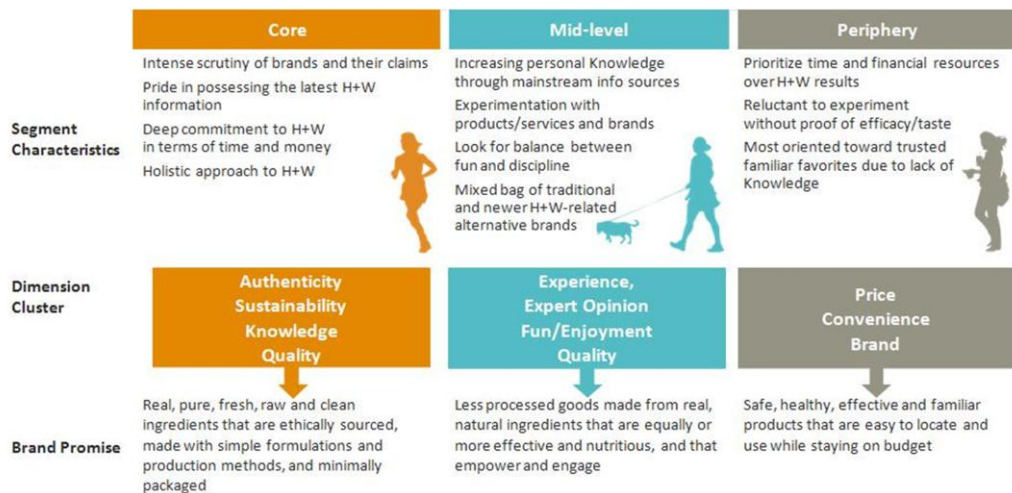 Core
Mid-level
Periphery
Segment
Characteristics
Intense scrutiny of brands and their claims
Pride in possessing the latest H+W
information
Deep commitment to H+W
in terms of time and money
Holistic approach to H+W
Increasing personal Knowledge
through mainstream info sources
Experimentation with
products/services and brands
Look for balance between
fun and discipline
Mixed bag of traditional
and newer H+W-related
alternative brands
Prioritize time and financial resources
over H+W results
Reluctant to experiment
without proof of efficacy/taste
Most oriented toward trusted
familiar favorites due to lack of
Knowledge
Dimension
Cluster
Authenticity
Sustainability
Knowledge
Quality
Experience,
Expert Opinion
Fun/Enjoyment
Quality
Price
Convenience
Brand
Brand Promise
Real, pure, fresh, raw and clean
ingredients that are ethically sourced,
made with simple formulations and
production methods, and minimally
packaged
Less processed goods made from real,
natural ingredients that are equally or
more effective and nutritious, and that
empower and engage
Safe, healthy, effective and familiar
products that are easy to locate and
use while staying on budget